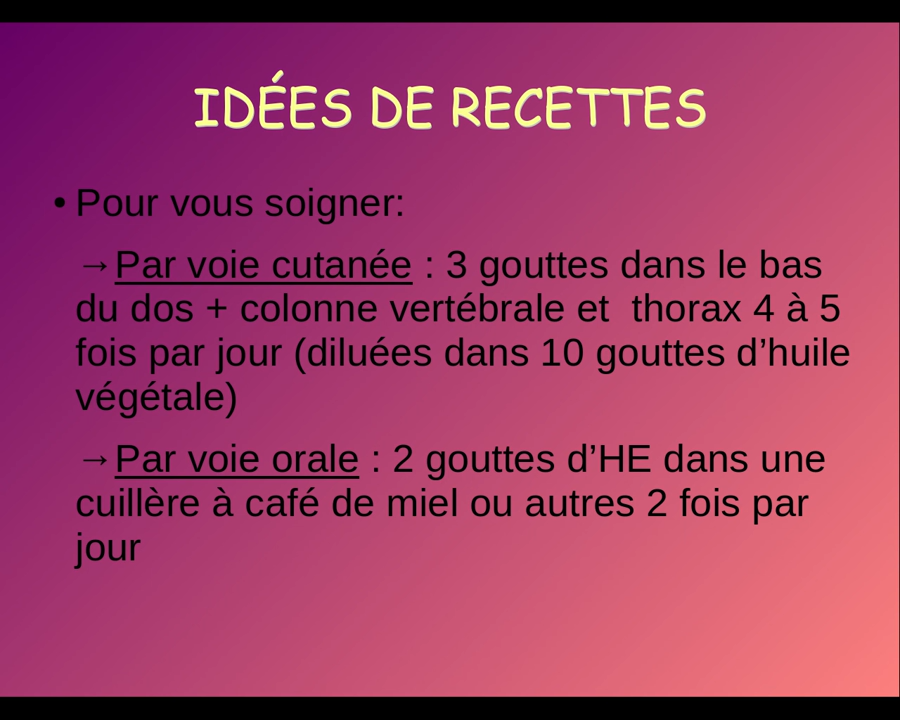 IDÉES DE RECETTES
• Pour vous soigner:
→Par voie cutanée : 3 gouttes dans le bas
du dos + colonne vertébrale et  thorax 4 à 5
fois par jour (diluées dans 10 gouttes d’huile
végétale)
→Par voie orale : 2 gouttes d’HE dans une
cuillère à café de miel ou autres 2 fois par
jour